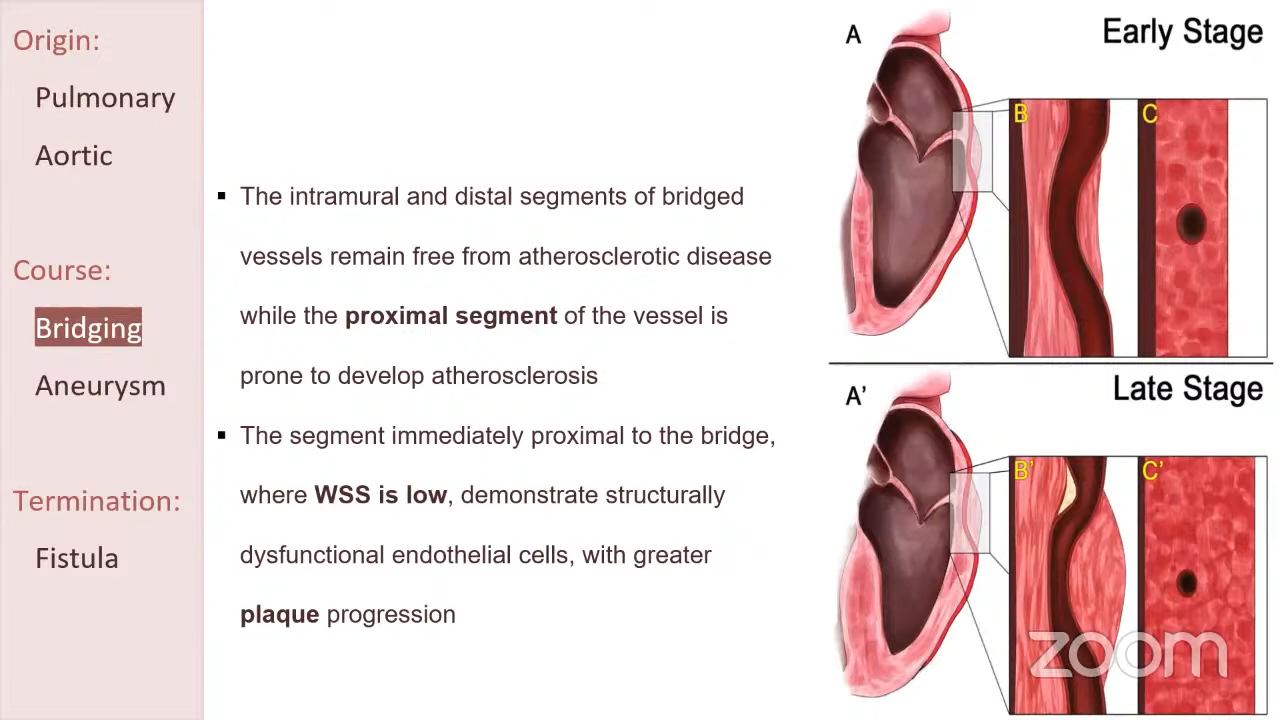 Origin:
Pulmonary
Aortic
Course:
Bridging
Aneurysm
Termination:
Fistula
▪ The intramural and distal segments of bridged
vessels remain free from atherosclerotic disease
while the proximal segment of the vessel is
prone to develop atherosclerosis
▪ The segment immediately proximal to the bridge,
where WSS is low, demonstrate structurally
dysfunctional endothelial cells, with greater
plaque progression
A
Early Stage
B
C
A'
Late Stage
B'
C'
zoom